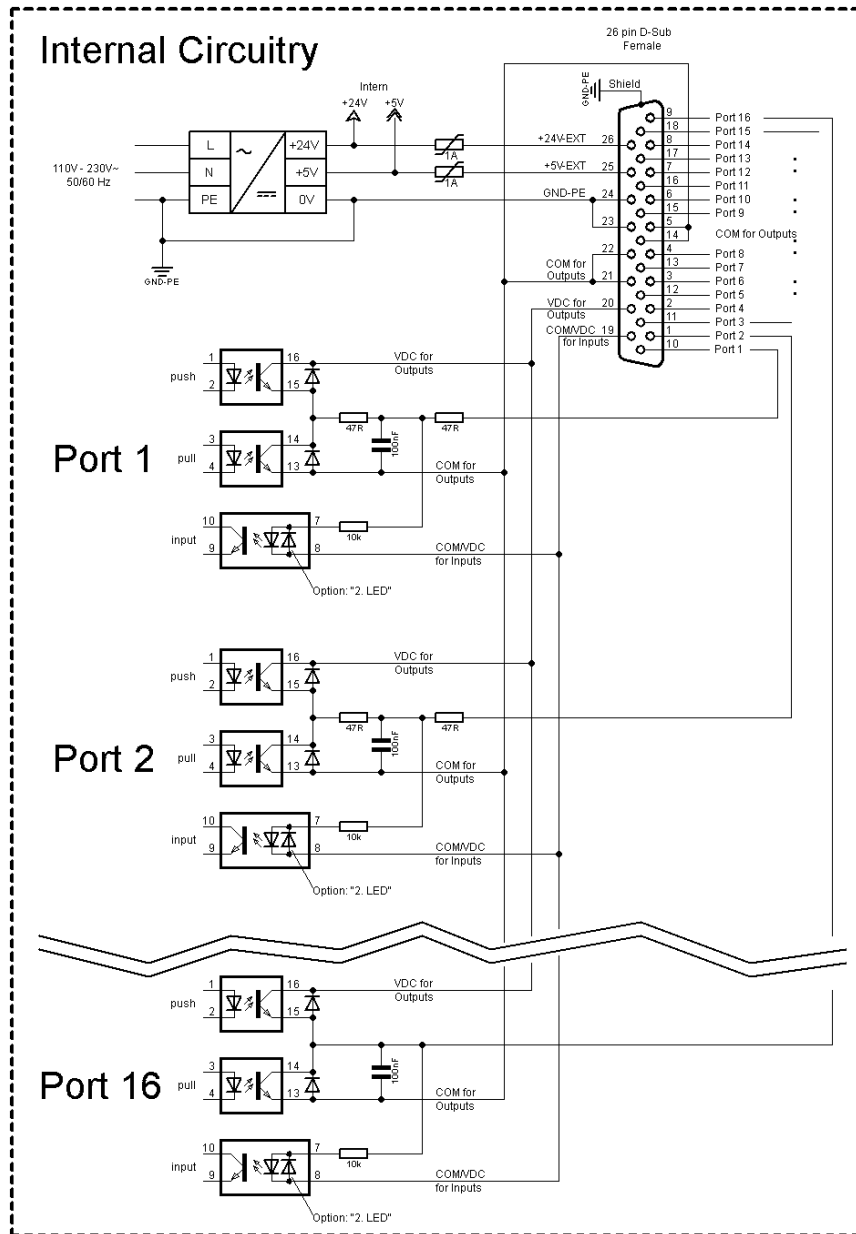 Internal Circuitry
26 pin D-Sub
Female
GND-PE
Shield
Intern
+24V
+5V
L
N
PE
~
+24V
+5V
0V
110V - 230V~
50/60 Hz
GND-PE
1A
1A
+24V-EXT
+5V-EXT
GND-PE
26
25
24
23
22
21
20
19
COM for
Outputs
VDC for
Outputs
COM/VDC
for Inputs
9
18
8
17
7
16
6
15
5
14
4
13
3
12
2
11
1
10
Port 16
Port 15
Port 14
Port 13
Port 12
Port 11
Port 10
Port 9
COM for Outputs
Port 8
Port 7
Port 6
Port 5
Port 4
Port 3
Port 2
Port 1
Port 1
push
1
2
16
15
VDC for
Outputs
47R
100nF
47R
pull
3
4
14
13
COM for
Outputs
input
10
9
7
8
10k
COM/VDC
for Inputs
Option: "2. LED"
Port 2
push
1
2
16
15
VDC for
Outputs
47R
100nF
47R
pull
3
4
14
13
COM for
Outputs
input
10
9
7
8
10k
COM/VDC
for Inputs
Option: "2. LED"
Port 16
push
1
2
16
15
VDC for
Outputs
100nF
pull
3
4
14
13
COM for
Outputs
input
10
9
7
8
10k
COM/VDC
for Inputs
Option: "2. LED"